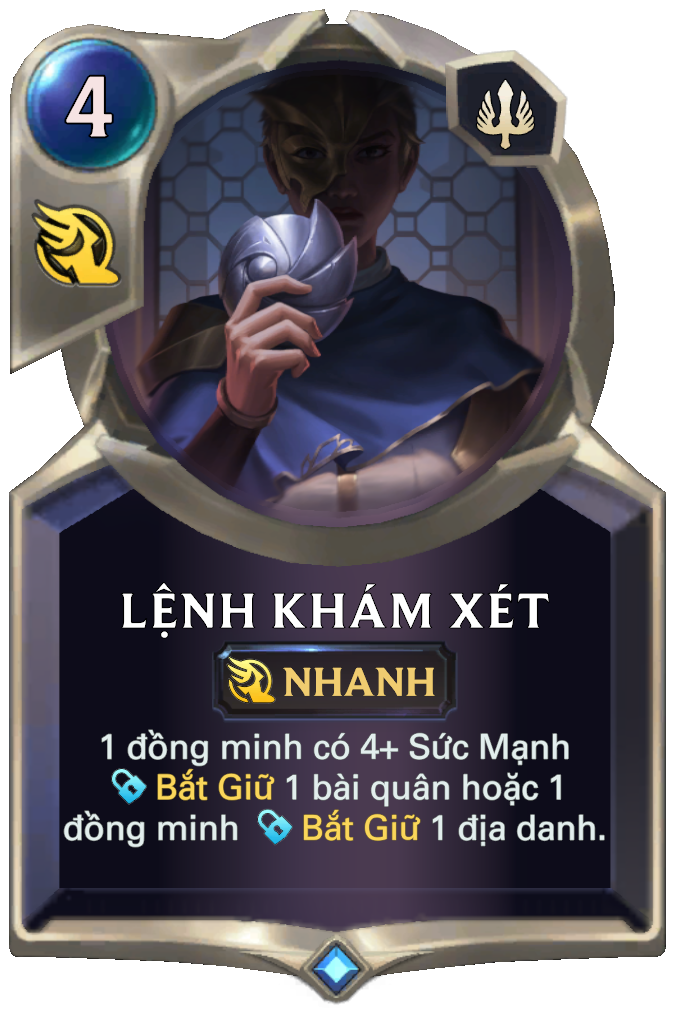 4
LỆNH KHÁM XÉT
NHANH
1 đồng minh có 4+ Sức Mạnh
Bắt Giữ 1 bài quân hoặc 1
đồng minh Bắt Giữ 1 địa danh.